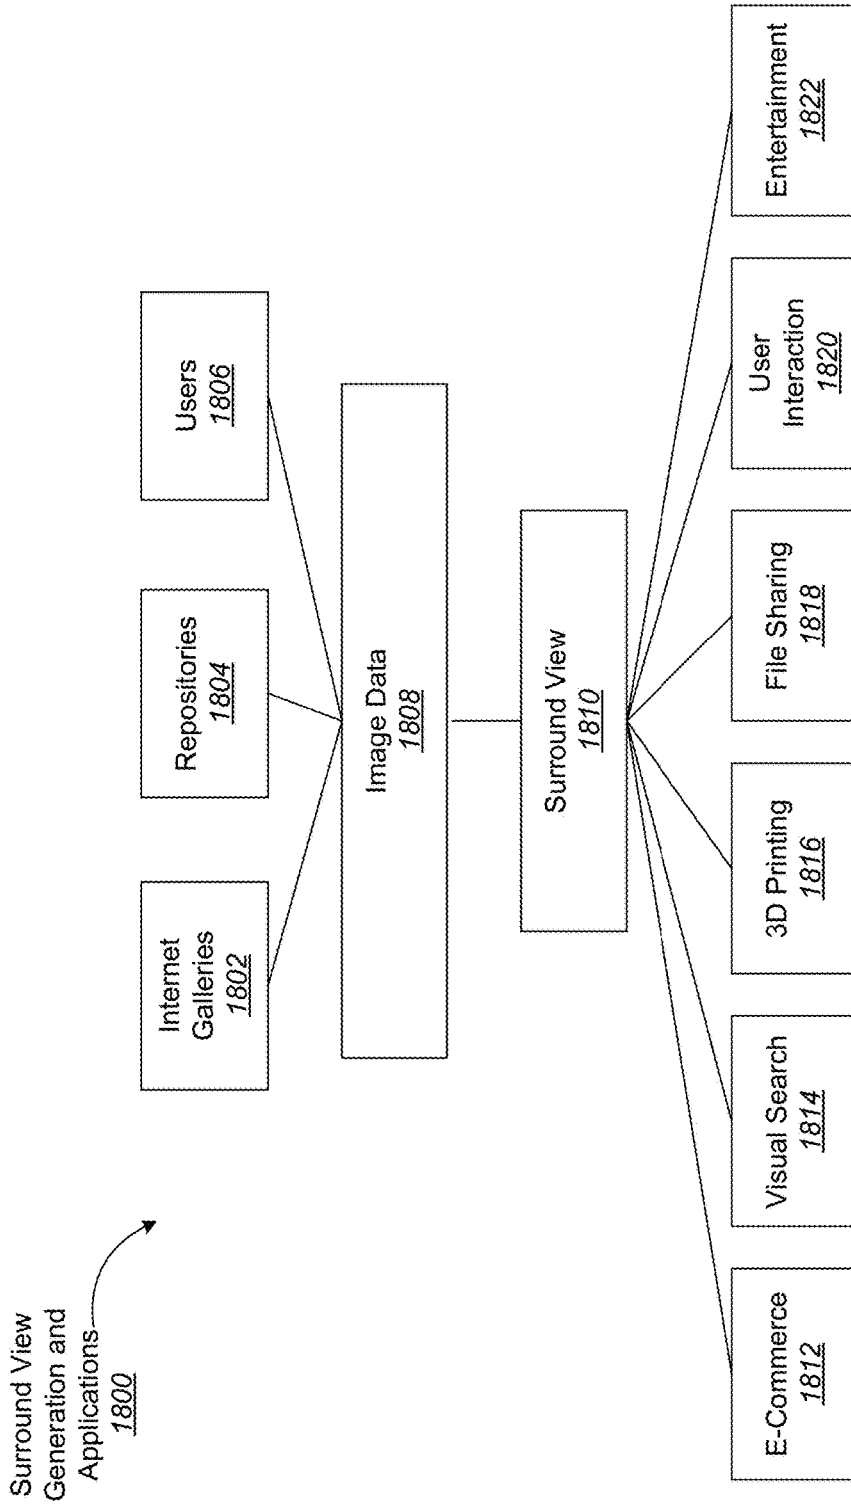 Surround View
Generation and
Applications
1800
Internet
Galleries
1802
Repositories
1804
Users
1806
Image Data
1808
Surround View
1810
E-Commerce
1812
Visual Search
1814
3D Printing
1816
File Sharing
1818
User
Interaction
1820
Entertainment
1822